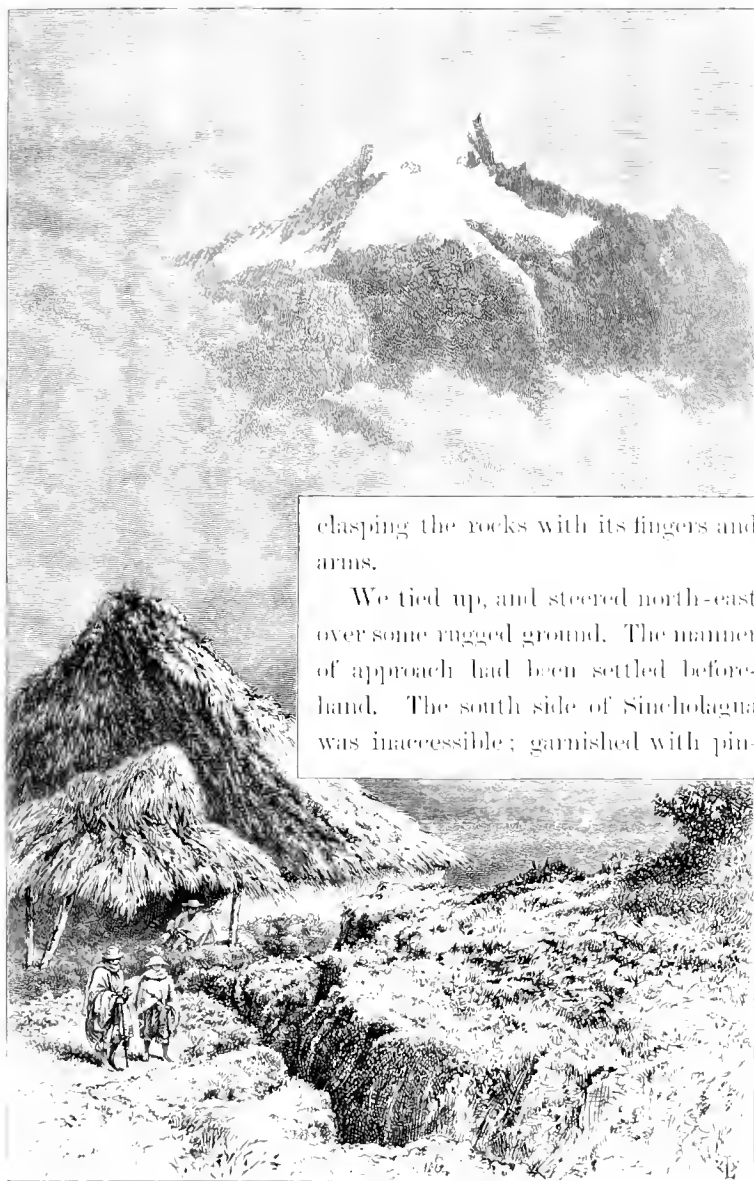 clasping the rocks with its fingers and
arms.
We tied up, and steered north-east
over some rugged ground. The manner
of approach had been settled before-
hand. The south side of Sincholagua
was inaccessible; garnished with pin-